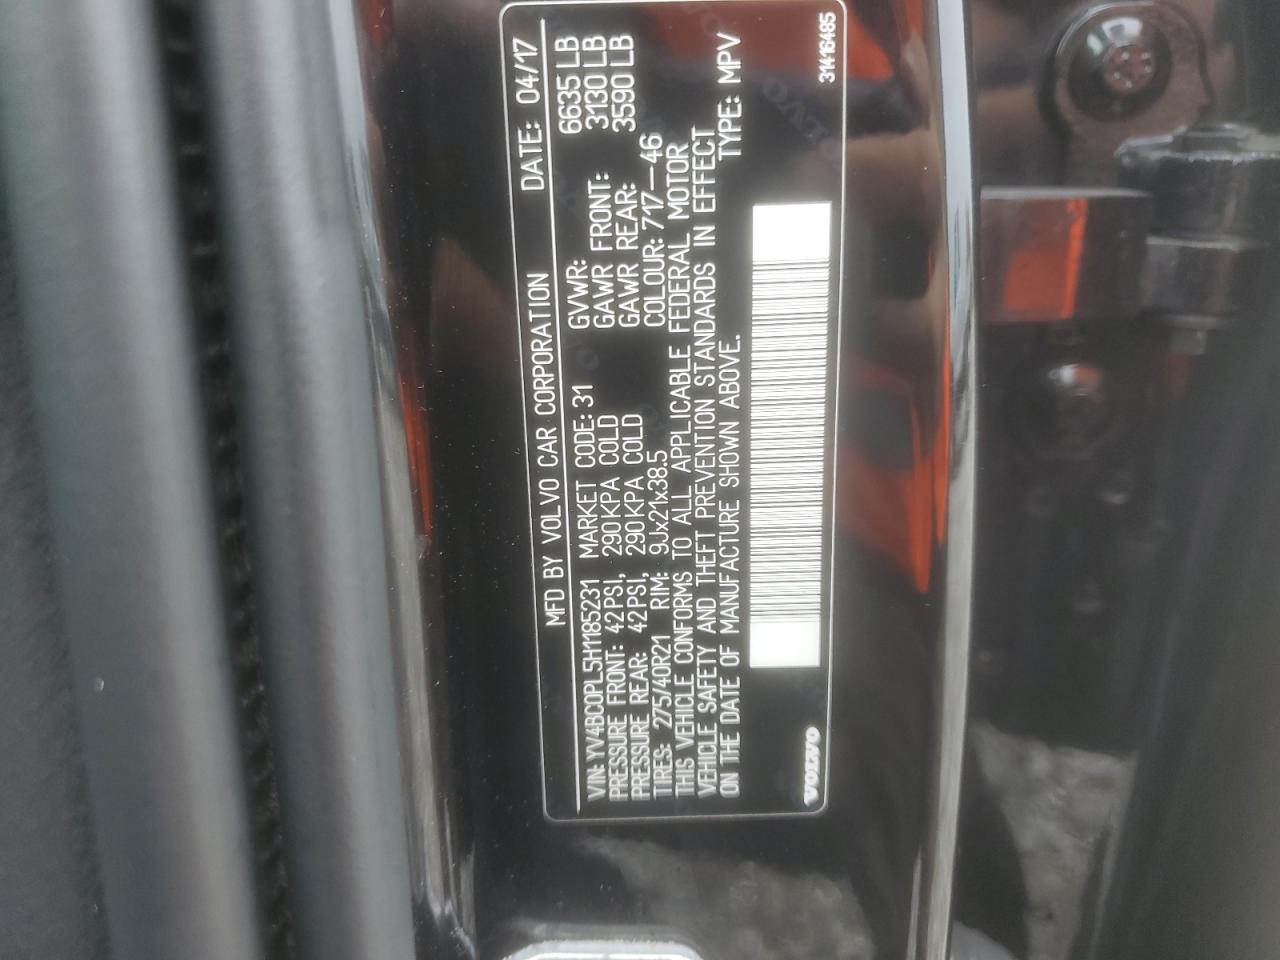 MFD BY VOLVO CAR CORPORATION DATE: 04/17
VIN: YV4BC0PL5H1185231 MARKET CODE: 31 GVWR: 6635 LB
PRESSURE FRONT: 42PSI, 290KPA COLD GAWR FRONT: 3130 LB
PRESSURE REAR: 42PSI, 290KPA COLD GAWR REAR: 3590 LB
TIRES: 275/40R21 RIM: 9Jx21x38.5 COLOUR: 717—46
THIS VEHICLE CONFORMS TO ALL APPLICABLE FEDERAL MOTOR
VEHICLE SAFETY AND THEFT PREVENTION STANDARDS IN EFFECT
ON THE DATE OF MANUFACTURE SHOWN ABOVE. TYPE: MPV
VOLVO 31416485